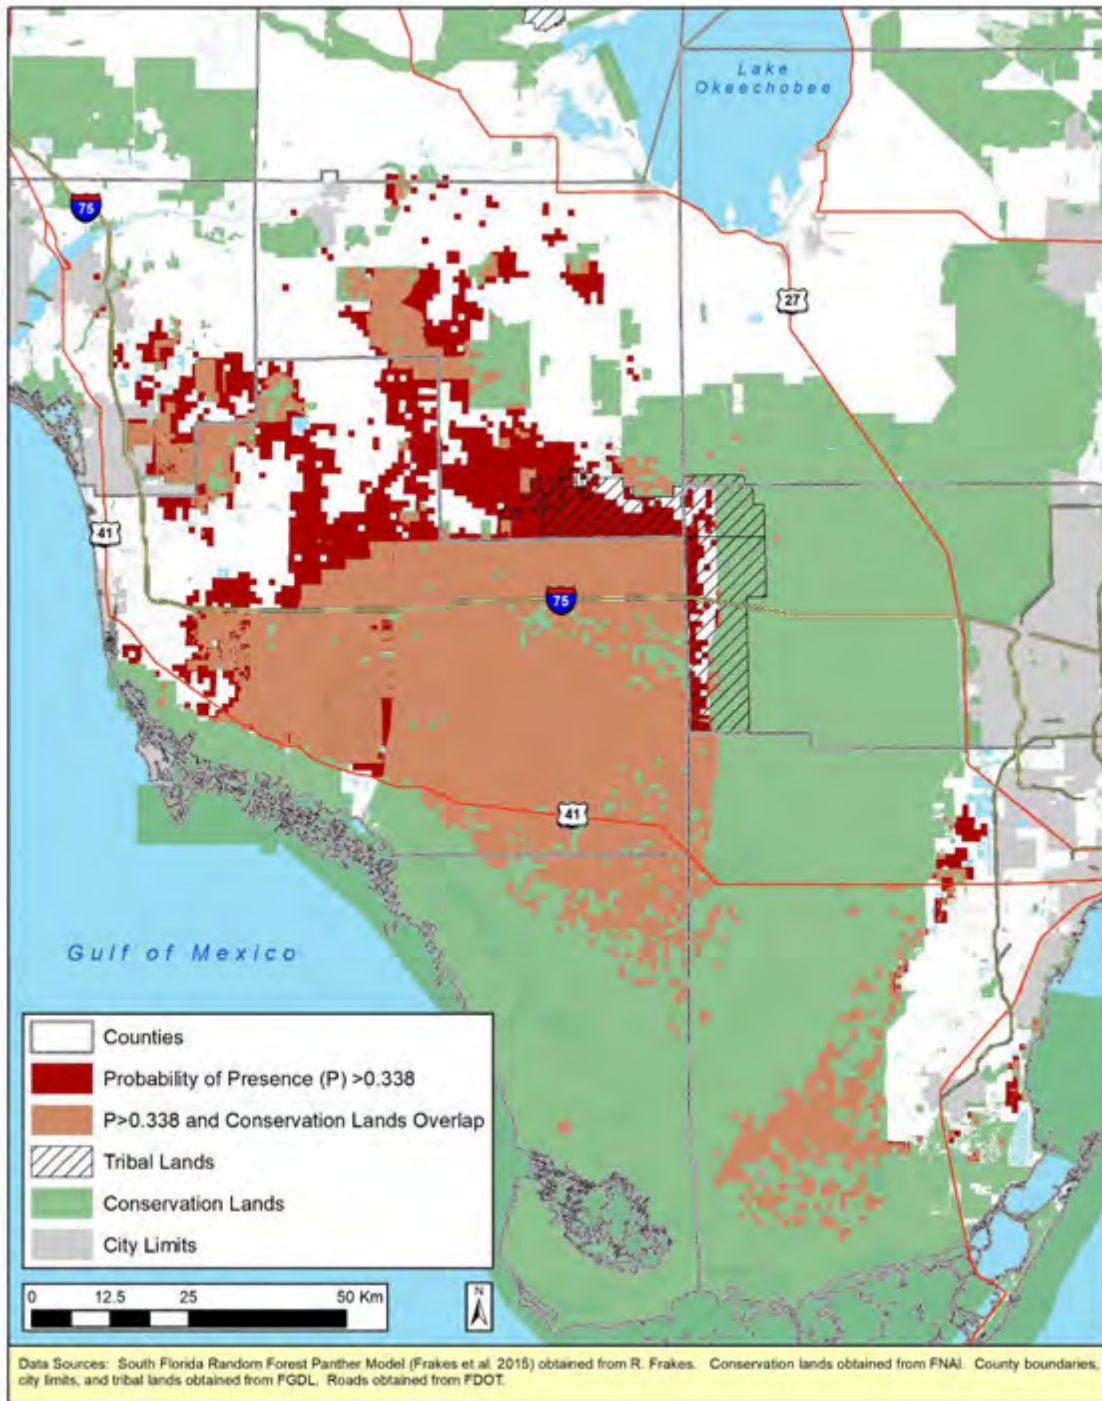 Lake
Okeechobee
75
27
41
75
41
Gulf of Mexico
Counties
Probability of Presence (P) >0.338
P>0.338 and Conservation Lands Overlap
Tribal Lands
Conservation Lands
City Limits
0 12.5 25 50 Km
N
Data Sources: South Florida Random Forest Panther Model (Frakes et al. 2015) obtained from R. Frakes. Conservation lands obtained from FNAI. County boundaries,
city limits, and tribal lands obtained from FGDL. Roads obtained from FDOT.